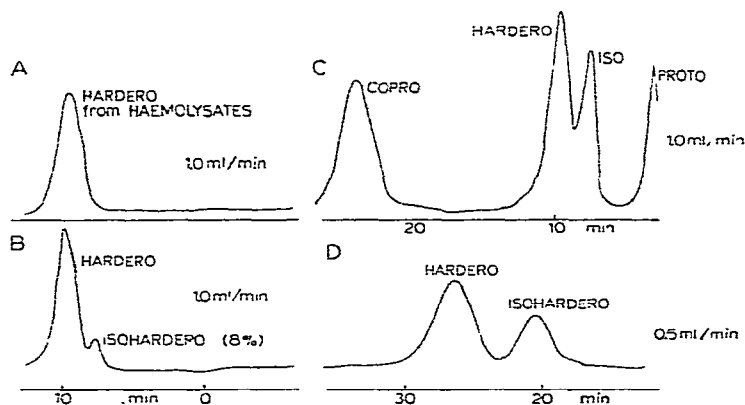 A
HARDERO
from HAEMOLYSATES
1.0 ml/min
B
HARDERO
1.0 ml/min
ISOHARDERO (8%)
10
min
0
C
COPRO
HARDERO
ISO
PROTO
1.0 ml, min
20
10
min
D
HARDERO
ISOHARDERO
0.5 ml/min
30
20
min